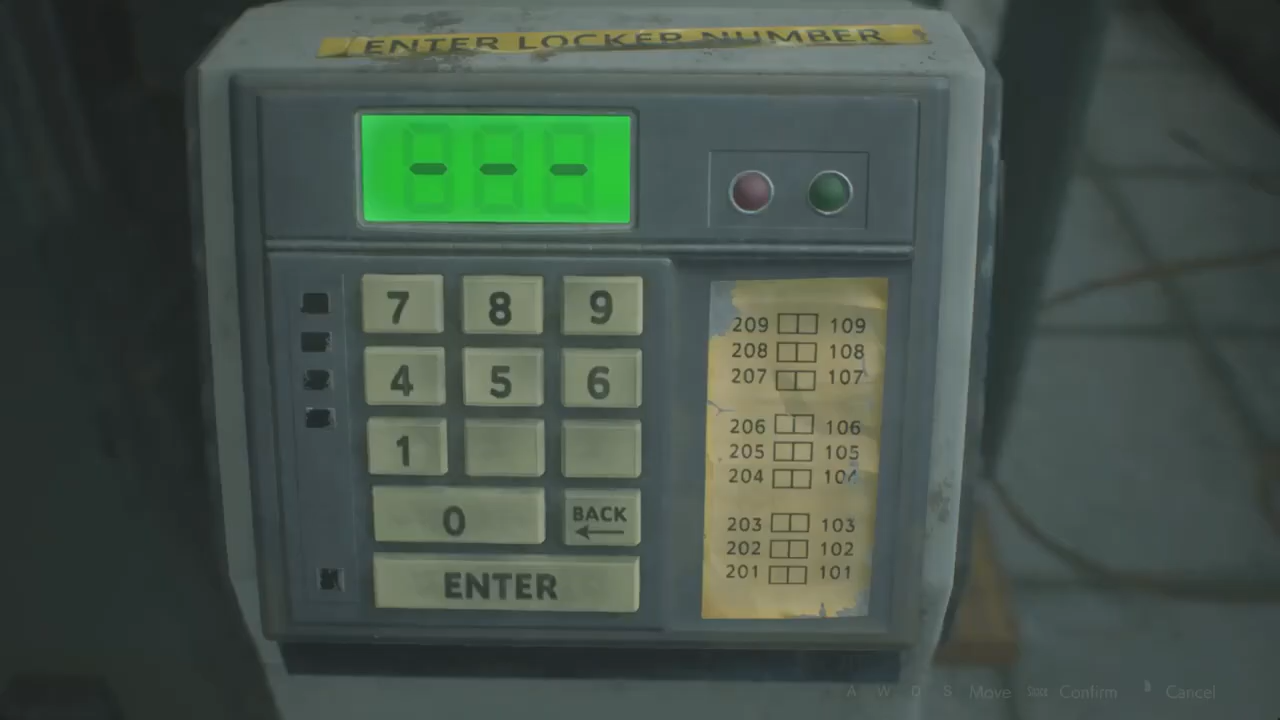 ENTER LOCKER NUMBER
- - -
7 8 9
4 5 6
1
0 BACK
ENTER
209 109
208 108
207 107
206 106
205 105
204 104
203 103
202 102
201 101
A W D S Move Confirm Cancel